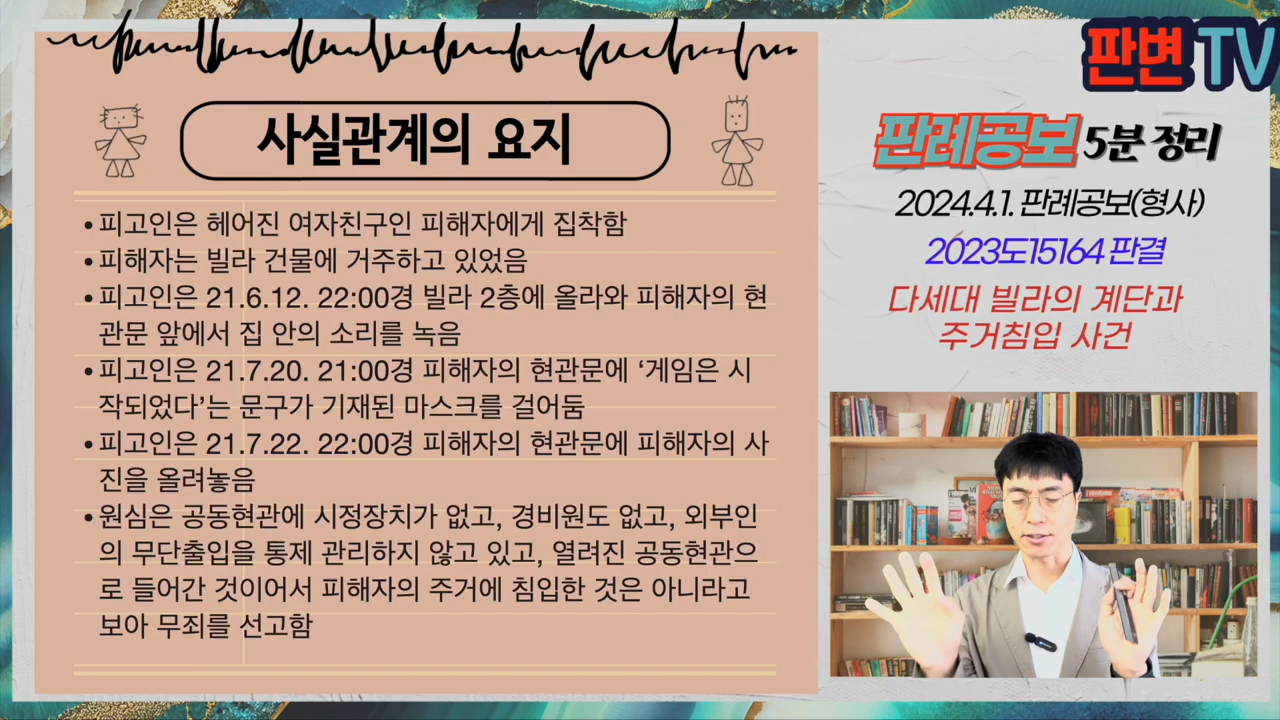 사실관계의 요지
•피고인은 헤어진 여자친구인 피해자에게 집착함
•피해자는 빌라 건물에 거주하고 있었음
•피고인은 21.6.12. 22:00경 빌라 2층에 올라와 피해자의 현
관문 앞에서 집 안의 소리를 녹음
•피고인은 21.7.20. 21:00경 피해자의 현관문에 ‘게임은 시
작되었다’는 문구가 기재된 마스크를 걸어둠
•피고인은 21.7.22. 22:00경 피해자의 현관문에 피해자의 사
진을 올려놓음
•원심은 공동현관에 시정장치가 없고, 경비원도 없고, 외부인
의 무단출입을 통제 관리하지 않고 있고, 열려진 공동현관으
로 들어간 것이어서 피해자의 주거에 침입한 것은 아니라고
보아 무죄를 선고함
판변 TV
판례공보 5분 정리
2024.4.1. 판례공보(형사)
2023도15164 판결
다세대 빌라의 계단과
주거침입 사건